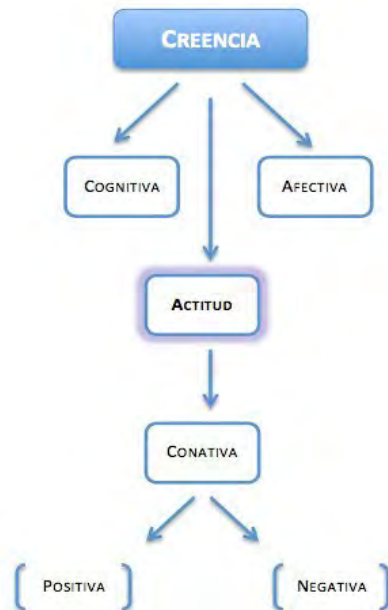 CREENCIA
COGNITIVA
AFECTIVA
ACTITUD
CONATIVA
POSITIVA
NEGATIVA